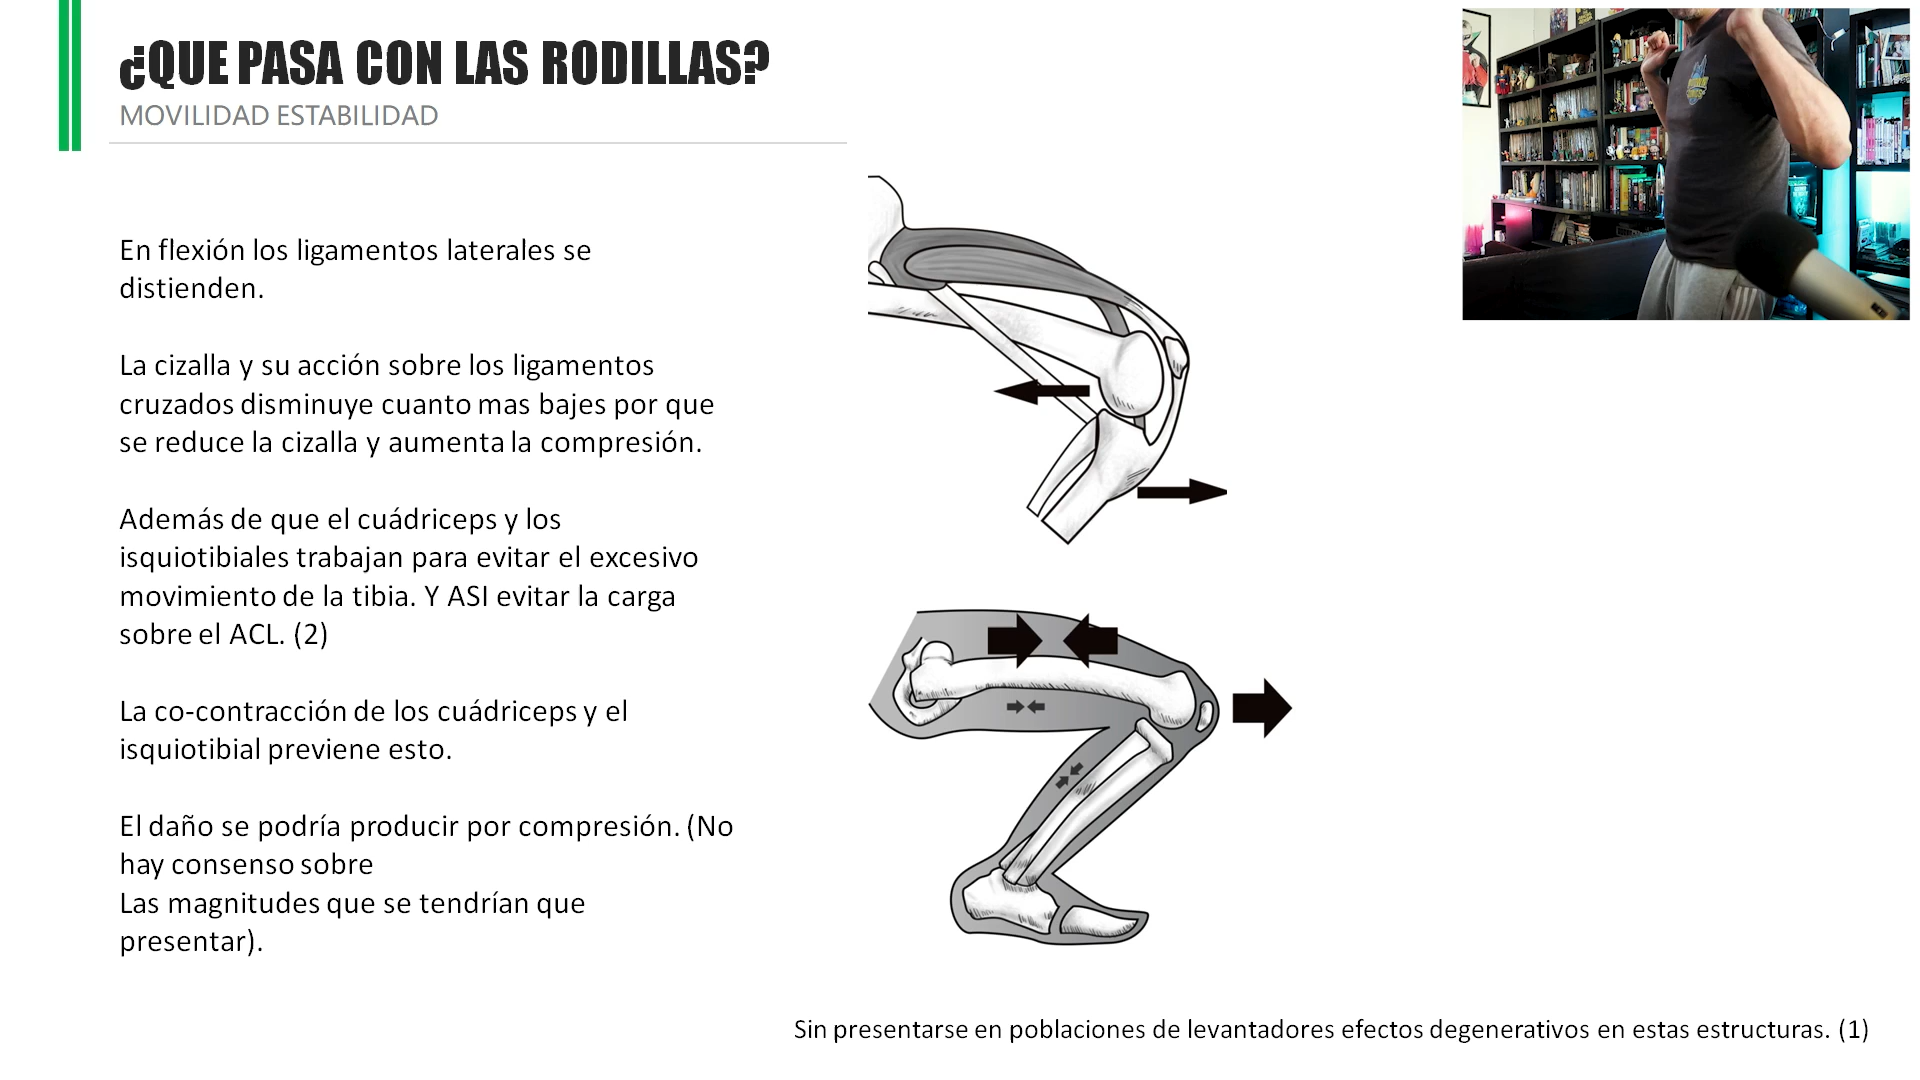 ¿QUE PASA CON LAS RODILLAS?
MOVILIDAD ESTABILIDAD
En flexión los ligamentos laterales se
distienden.
La cizalla y su acción sobre los ligamentos
cruzados disminuye cuanto mas bajes por que
se reduce la cizalla y aumenta la compresión.
Además de que el cuádriceps y los
isquiotibiales trabajan para evitar el excesivo
movimiento de la tibia. Y ASI evitar la carga
sobre el ACL. (2)
La co-contracción de los cuádriceps y el
isquiotibial previene esto.
El daño se podría producir por compresión. (No
hay consenso sobre
Las magnitudes que se tendrían que
presentar).
Sin presentarse en poblaciones de levantadores efectos degenerativos en estas estructuras. (1)